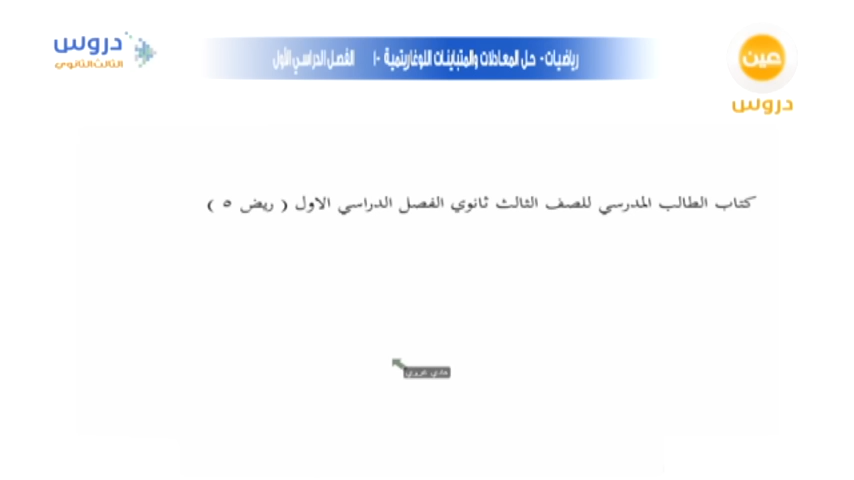 دروس
الثالث الثانوي
رياضيات - حل المعادلات والمتباينات اللوغاريتمية ١٠ الفصل الدراسي الأول
عين
دروس
كتاب الطالب المدرسي للصف الثالث ثانوي الفصل الدراسي الاول ( ريض ٥ )